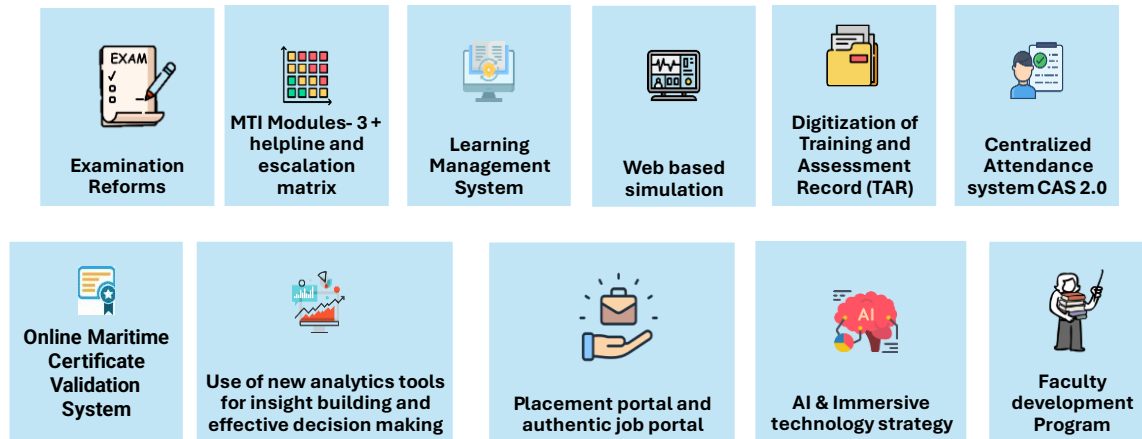 EXAM
Examination
Reforms
MTI Modules- 3 +
helpline and
escalation
matrix
Learning
Management
System
Web based
simulation
Digitization of
Training and
Assessment
Record (TAR)
Centralized
Attendance
system CAS 2.0
Online Maritime
Certificate
Validation
System
Use of new analytics tools
for insight building and
effective decision making
Placement portal and
authentic job portal
AI
AI & Immersive
technology strategy
Faculty
development
Program